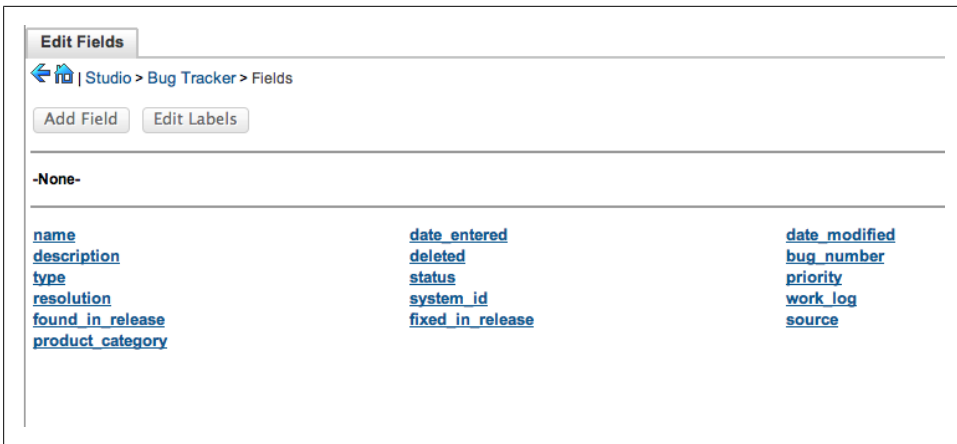 Edit Fields
| Studio > Bug Tracker > Fields
Add Field Edit Labels
-None-
name date_entered date_modified
description deleted bug_number
type status priority
resolution system_id work_log
found_in_release fixed_in_release source
product_category